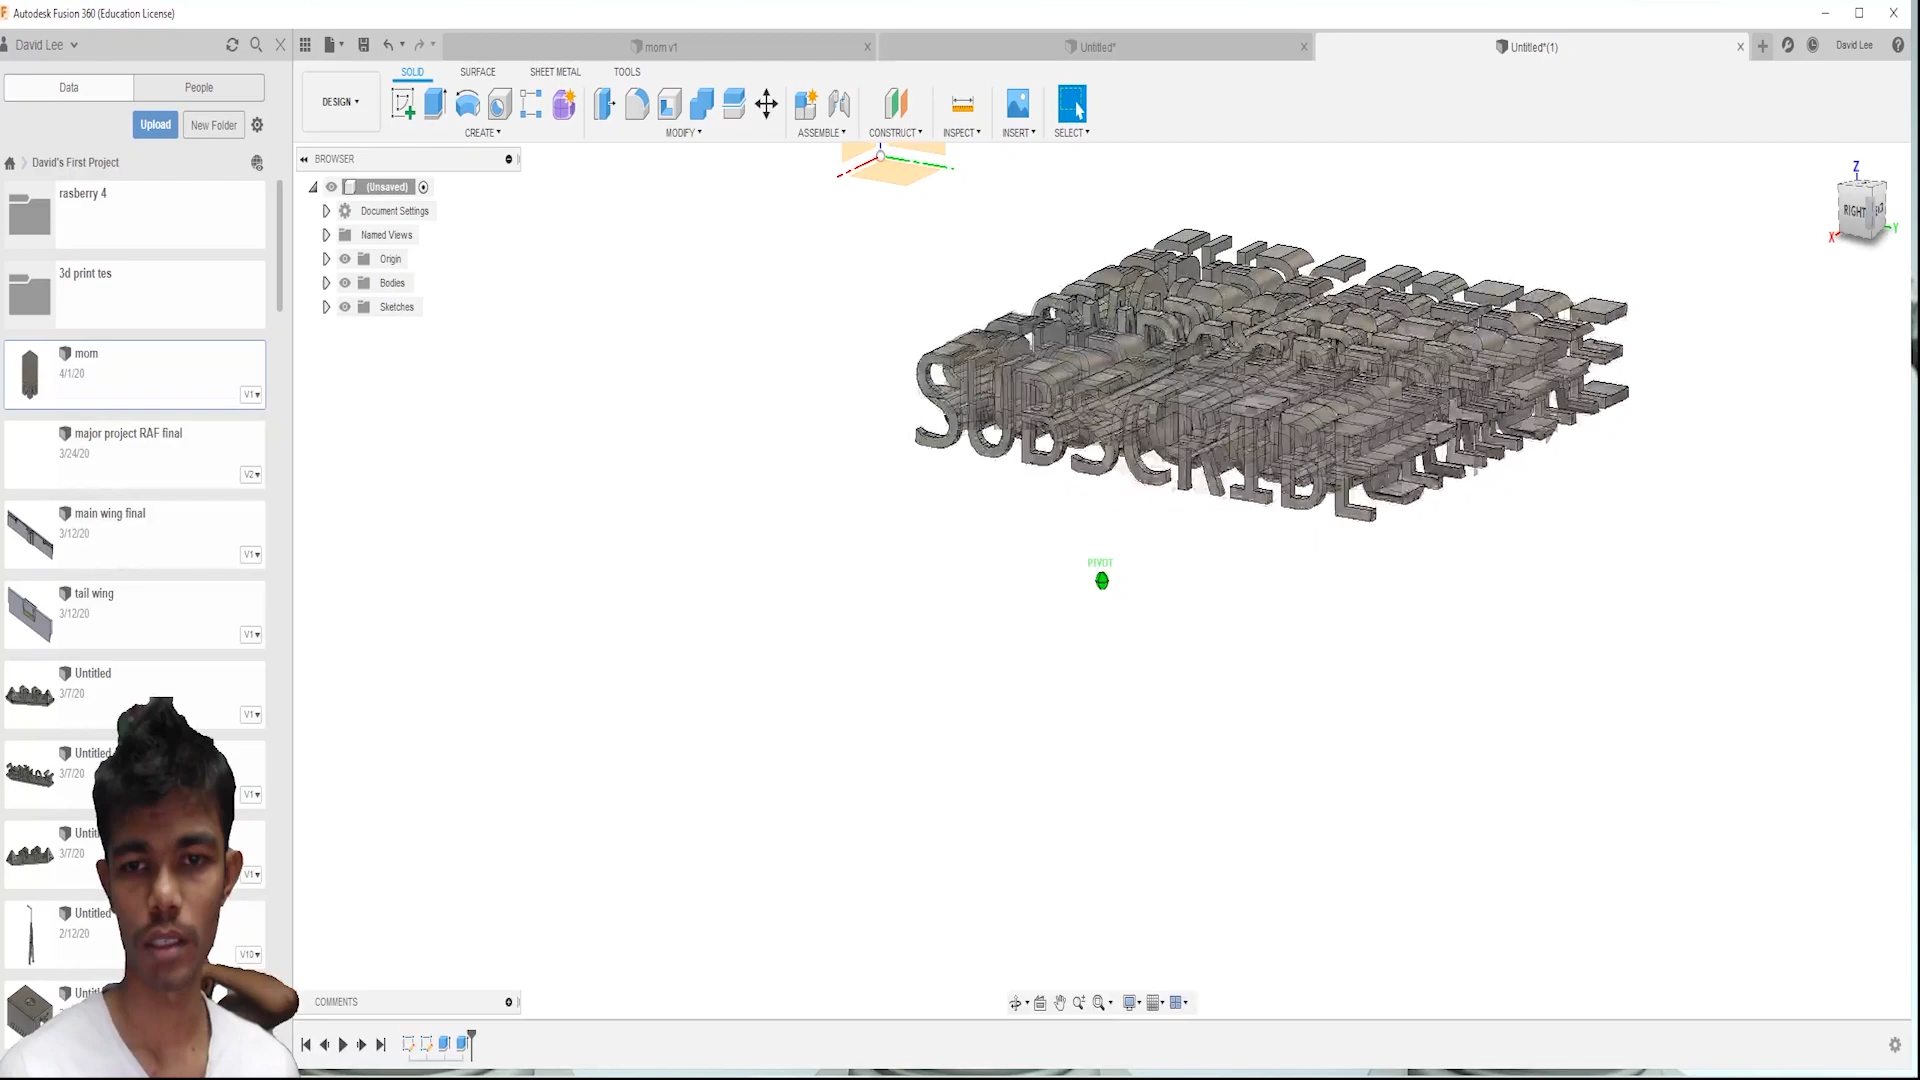 Autodesk Fusion 360 (Education License)
David Lee
mom v1
Untitled*
Untitled*(1)
David Lee
Data
People
Upload
New Folder
David's First Project
rasberry 4
3d print tes
mom
4/1/20
V1
major project RAF final
3/24/20
V2
main wing final
3/12/20
V1
tail wing
3/12/20
V1
Untitled
3/7/20
V1
Untitled
3/7/20
V1
3/7/20
V1
Untitled
2/12/20
V10
DESIGN
SOLID
SURFACE
SHEET METAL
TOOLS
CREATE
MODIFY
ASSEMBLE
CONSTRUCT
INSPECT
INSERT
SELECT
BROWSER
(Unsaved)
Document Settings
Named Views
Origin
Bodies
Sketches
Z
RIGHT
X
Y
SUBSCRIBE
PIVOT
COMMENTS